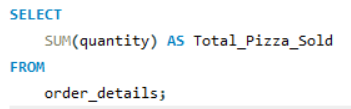 SELECT
SUM(quantity) AS Total_Pizza_Sold
FROM
order_details;